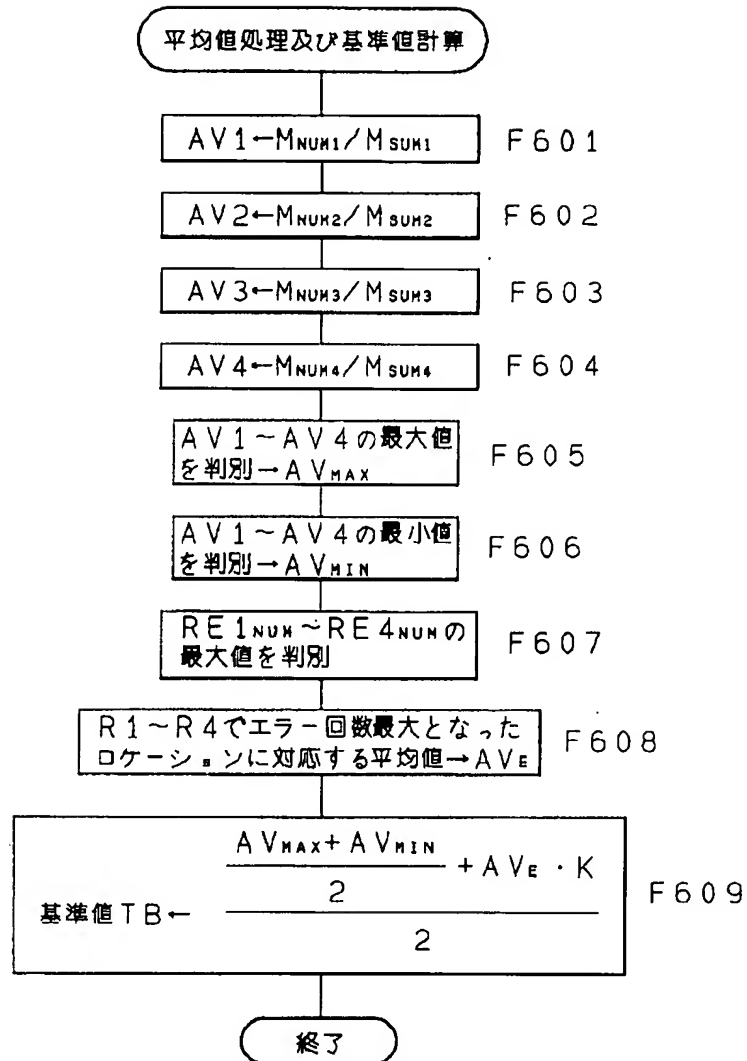 平均値処理及び基準値計算
AV1←MNUM1/MSUM1 F601
AV2←MNUM2/MSUM2 F602
AV3←MNUM3/MSUM3 F603
AV4←MNUM4/MSUM4 F604
AV1～AV4の最大値
を判別→AVMAX
F605
AV1～AV4の最小値
を判別→AVMIN
F606
RE1NUM～RE4NUMの
最大値を判別
F607
R1～R4でエラー回数最大となった
ロケーションに対応する平均値→AVE
F608
AVMAX+AVMIN
2
+AVE・K
基準値TB←
2
F609
終了